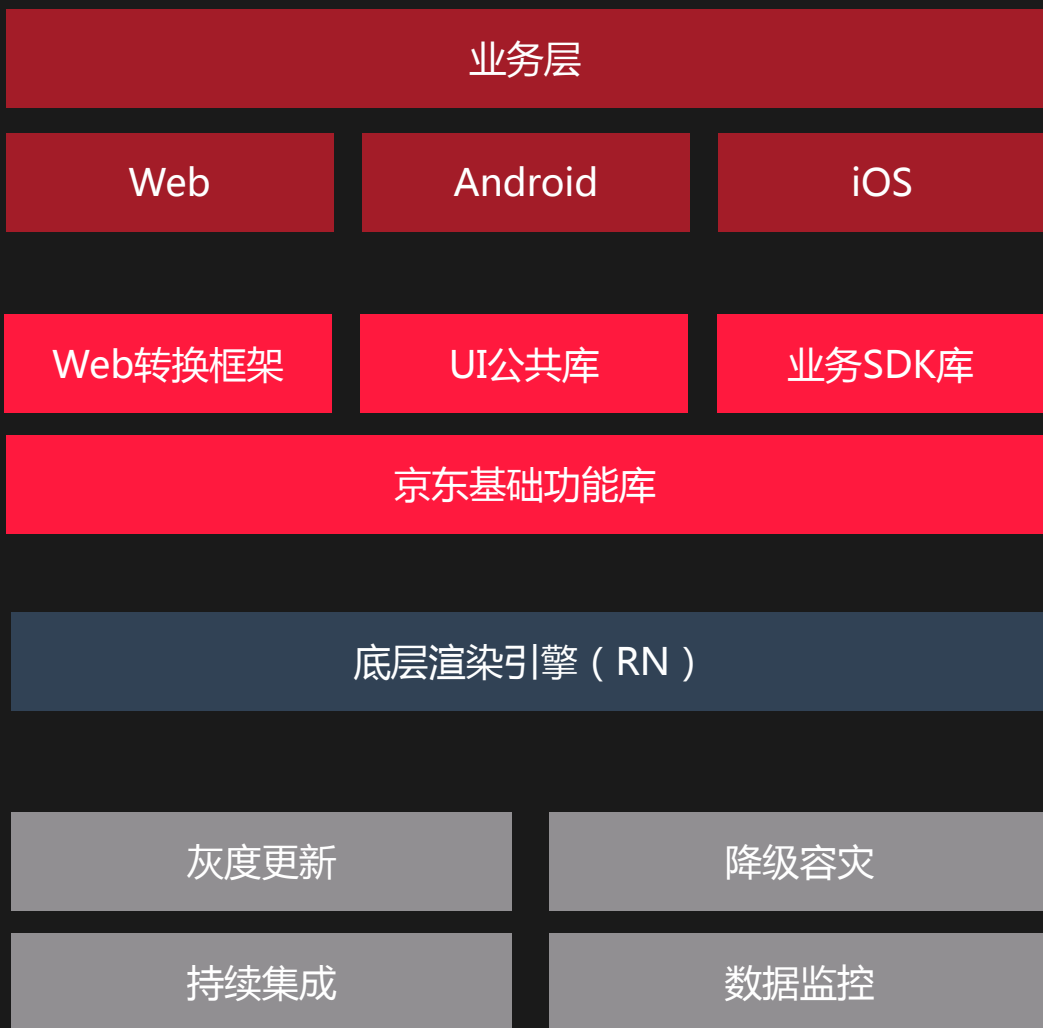 业务层
Web
Android
iOS
Web转换框架
UI公共库
业务SDK库
京东基础功能库
底层渲染引擎（RN）
灰度更新
降级容灾
持续集成
数据监控